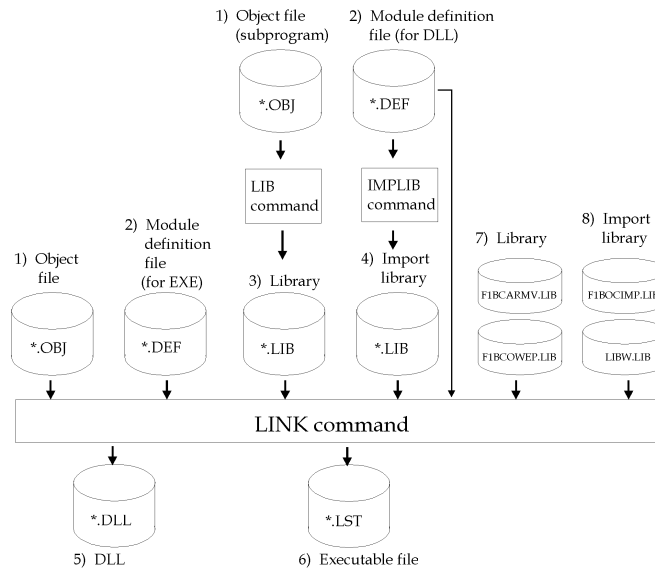 1) Object file
(subprogram)
2) Module definition
file (for DLL)
*.OBJ
*.DEF
LIB
command
IMPLIB
command
1) Object
file
2) Module
definition
file
(for EXE)
3) Library
4) Import
library
7) Library
8) Import
library
*.OBJ
*.DEF
*.LIB
*.LIB
F1BCARMV.LIB
F1BCOWEP.LIB
F1BOCIMP.LIB
LIBW.LIB
LINK command
*.DLL
*.LST
5) DLL
6) Executable file